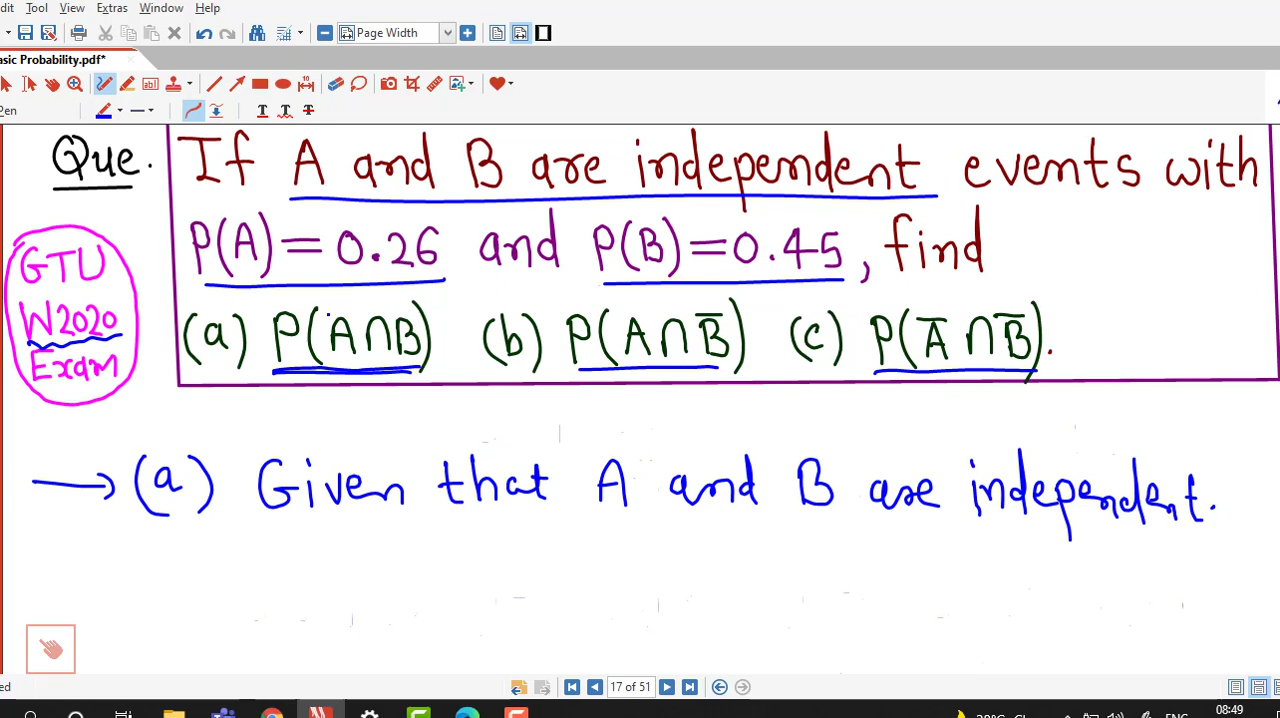 dit Tool View Extras Window Help
Page Width
asic Probability.pdf*
Pen
Que. If A and B are independent events with
P(A) = 0.26 and P(B) = 0.45, find
(a) P(A∩B) (b) P(A∩B̅) (c) P(A̅∩B̅).
GTU
W2020
Exam
→ (a) Given that A and B are independent.
ed
17 of 51
08:49
ENG